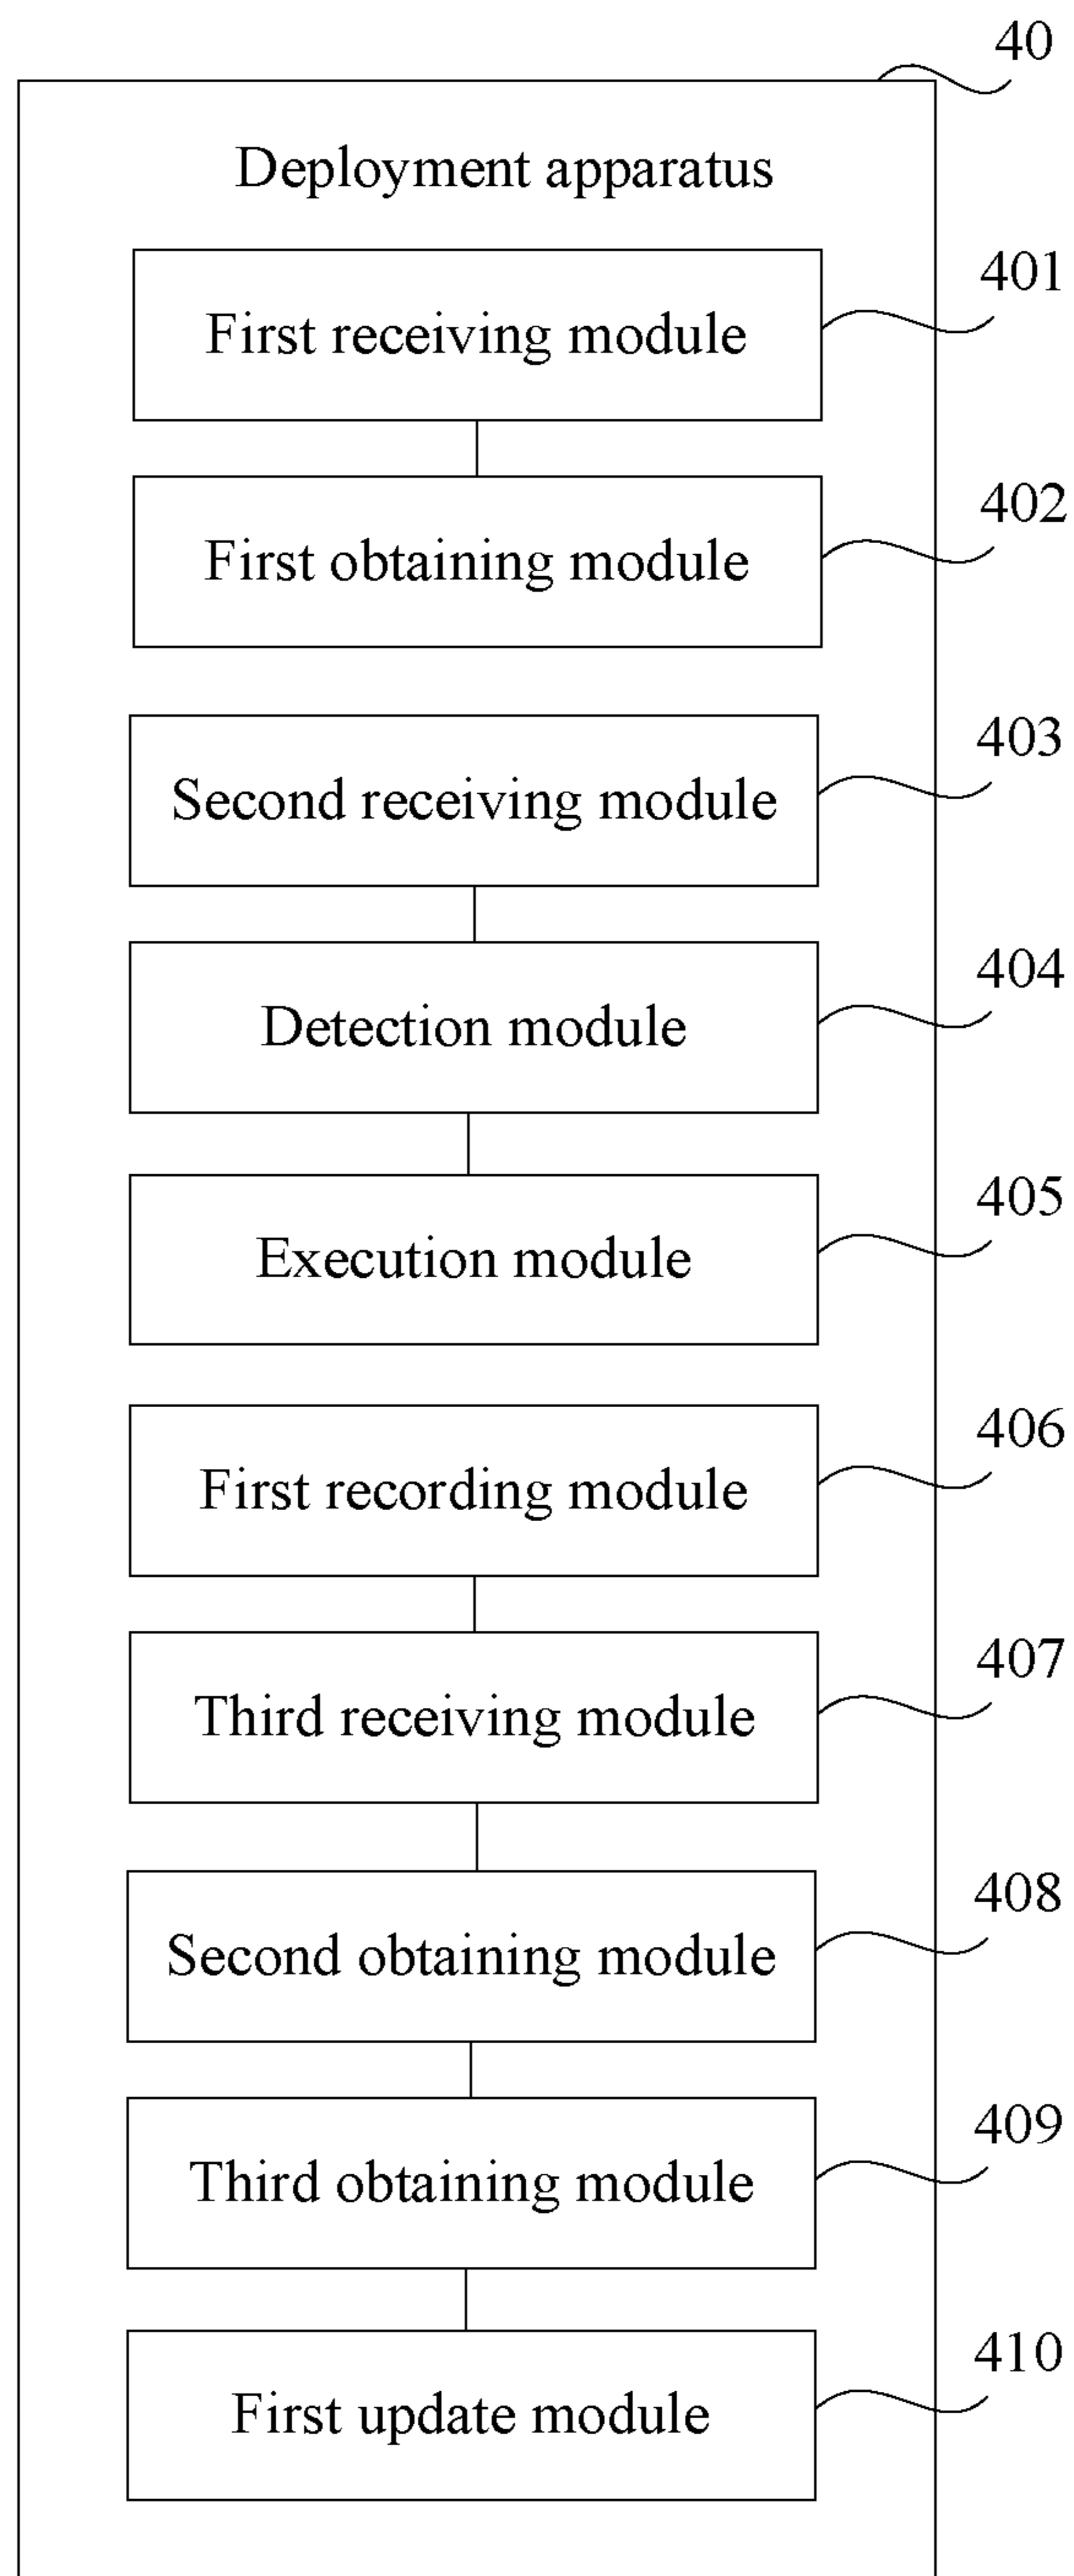 40
Deployment apparatus
401
First receiving module
402
First obtaining module
403
Second receiving module
404
Detection module
405
Execution module
406
First recording module
407
Third receiving module
408
Second obtaining module
409
Third obtaining module
410
First update module